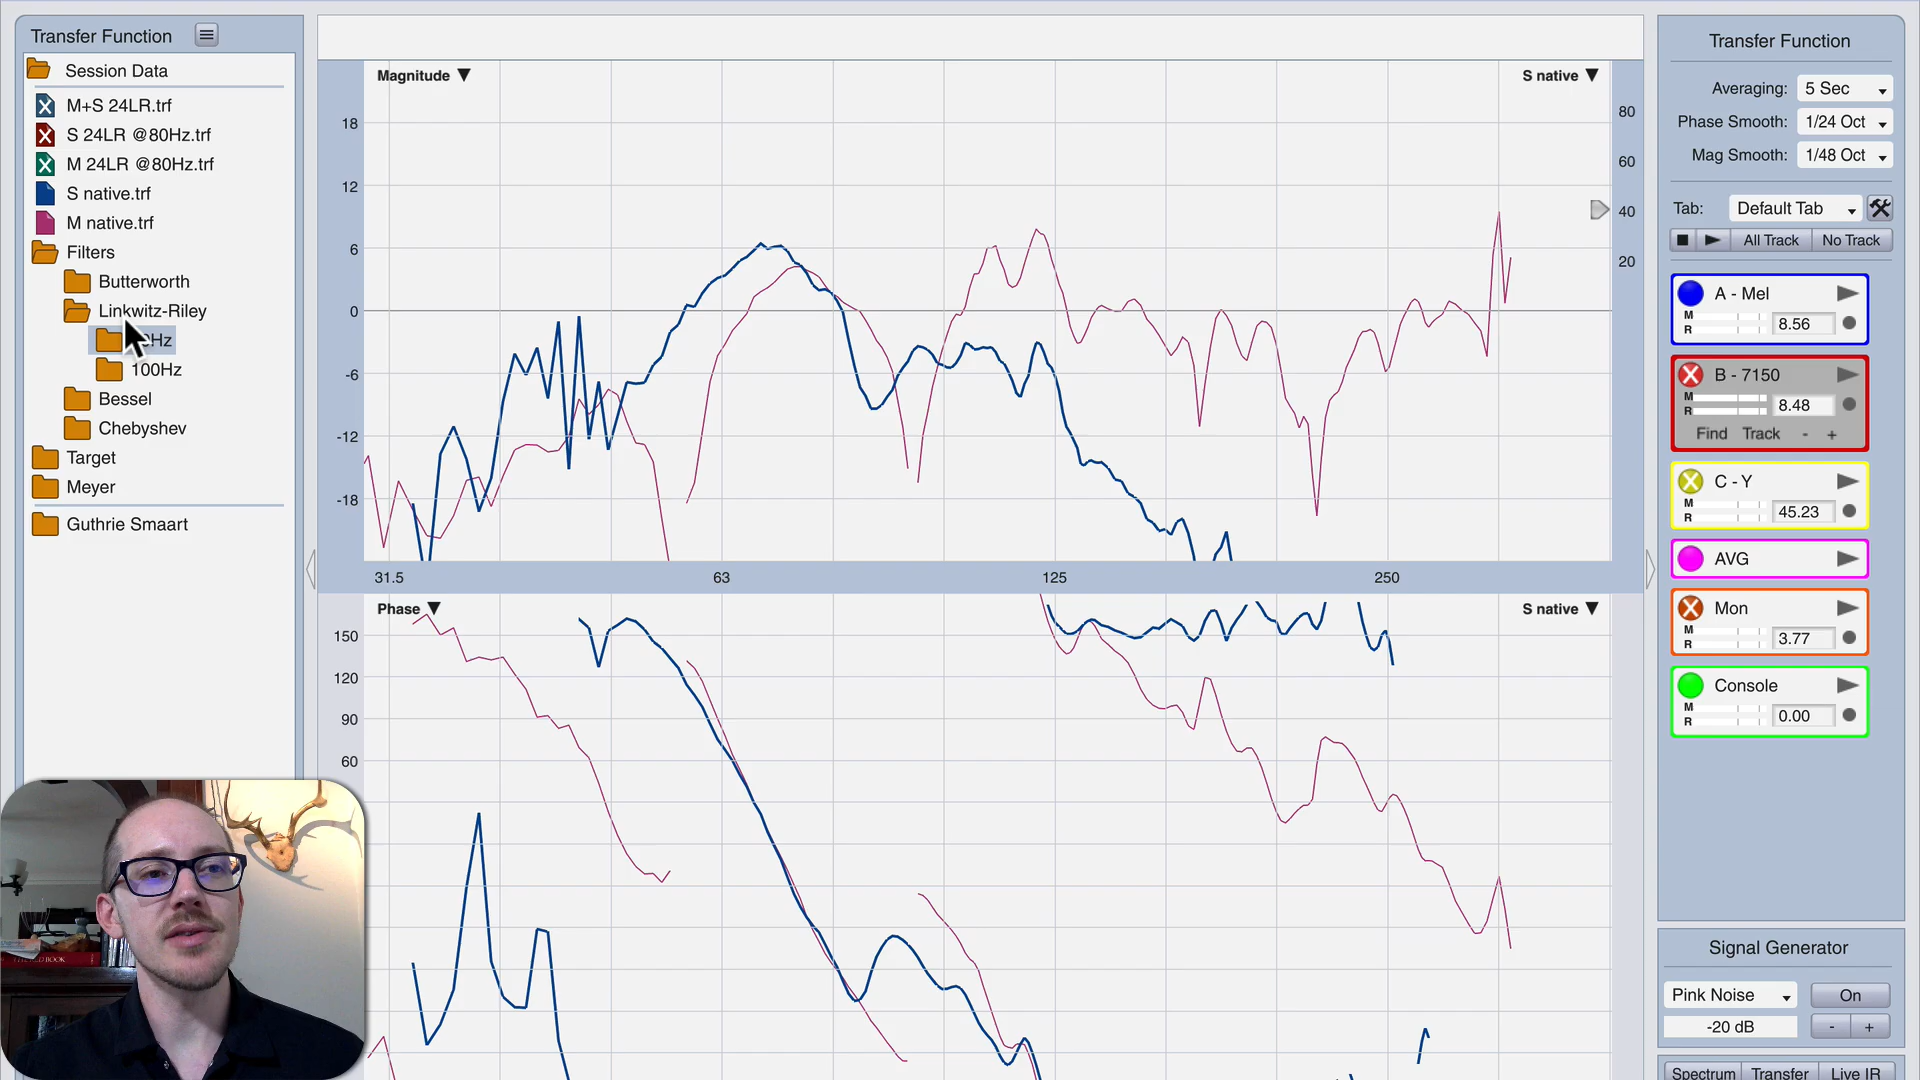 Transfer Function
Session Data
M+S 24LR.trf
S 24LR @80Hz.trf
M 24LR @80Hz.trf
S native.trf
M native.trf
Filters
Butterworth
Linkwitz-Riley
Hz
100Hz
Bessel
Chebyshev
Target
Meyer
Guthrie Smaart
Magnitude
S native
18
12
6
0
-6
-12
-18
80
60
40
20
31.5
63
125
250
Phase
S native
150
120
90
60
Transfer Function
Averaging: 5 Sec
Phase Smooth: 1/24 Oct
Mag Smooth: 1/48 Oct
Tab: Default Tab
All Track No Track
A - Mel
M
R
8.56
B - 7150
M
R
8.48
Find Track - +
C - Y
M
R
45.23
AVG
Mon
M
R
3.77
Console
M
R
0.00
Signal Generator
Pink Noise On
-20 dB - +
Spectrum Transfer Live IR